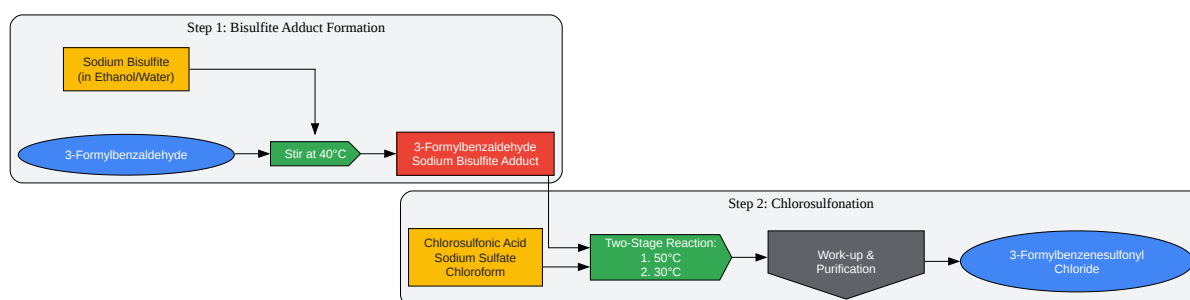 Step 1: Bisulfite Adduct Formation
Sodium Bisulfite
(in Ethanol/Water)
3-Formylbenzaldehyde
Stir at 40°C
3-Formylbenzaldehyde
Sodium Bisulfite Adduct
Step 2: Chlorosulfonation
Chlorosulfonic Acid
Sodium Sulfate
Chloroform
Two-Stage Reaction:
1. 50°C
2. 30°C
Work-up &
Purification
3-Formylbenzenesulfonyl
Chloride